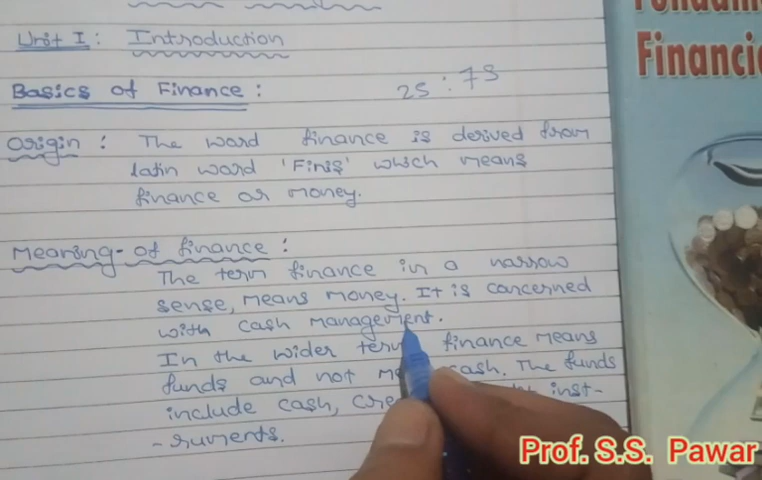 Unit I : Introduction
Basics of Finance :
25 : 75
Origin : The word finance is derived from
latin word 'Finis' which means
finance or money.
Meaning- of finance :
The term finance in a narrow
sense, means money. It is concerned
with cash management.
In the wider term finance means
funds and not cash. The funds
include cash, inst-
-ruments.
Financi
Prof. S.S. Pawar